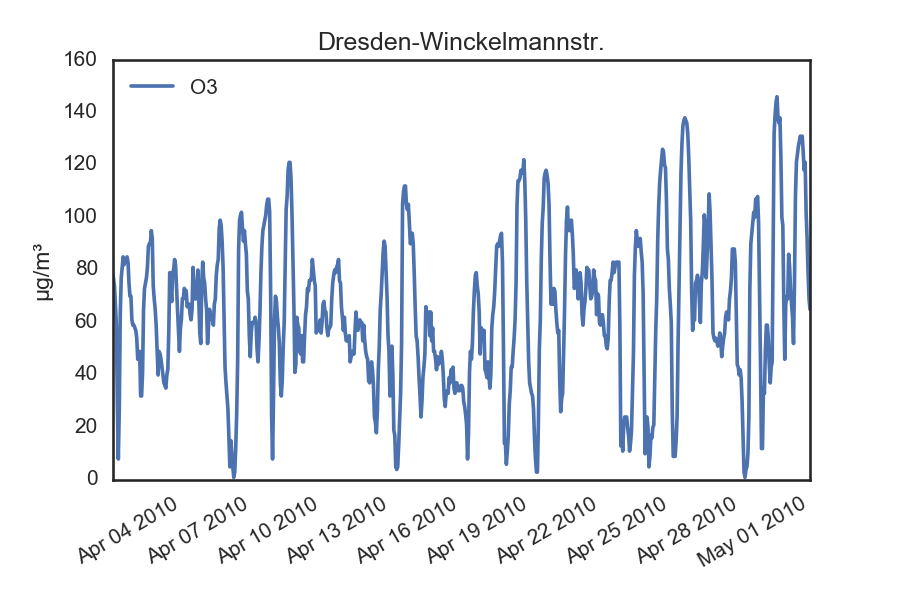 Dresden-Winckelmannstr.
160
140
120
100
80
60
40
20
0
µg/m³
O3
Apr 04 2010
Apr 07 2010
Apr 10 2010
Apr 13 2010
Apr 16 2010
Apr 19 2010
Apr 22 2010
Apr 25 2010
Apr 28 2010
May 01 2010